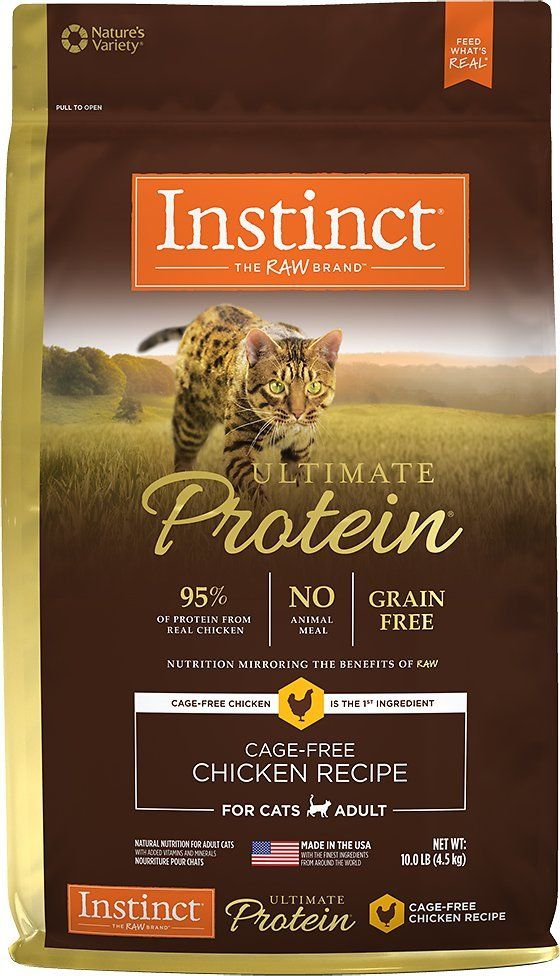 Nature's
Variety®
FEED
WHAT'S
REAL®
PULL TO OPEN
Instinct®
THE RAW BRAND™
ULTIMATE
Protein®
95%
OF PROTEIN FROM
REAL CHICKEN
NO
ANIMAL
MEAL
GRAIN
FREE
NUTRITION MIRRORING THE BENEFITS OF RAW
CAGE-FREE CHICKEN IS THE 1ST INGREDIENT
CAGE-FREE
CHICKEN RECIPE
FOR CATS ADULT
NATURAL NUTRITION FOR ADULT CATS
WITH ADDED VITAMINS AND MINERALS
NOURRITURE POUR CHATS
MADE IN THE USA
WITH THE FINEST INGREDIENTS
FROM AROUND THE WORLD
NET WT:
10.0 LB (4.5 kg)
Instinct®
THE RAW BRAND™
ULTIMATE
Protein®
CAGE-FREE
CHICKEN RECIPE